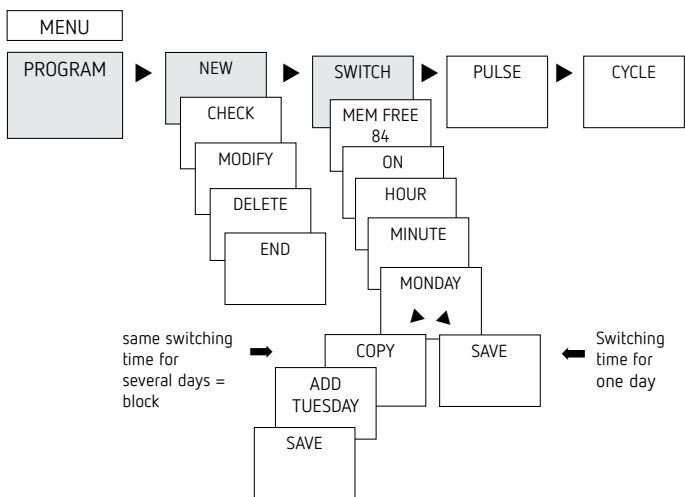 MENU
PROGRAM
NEW
SWITCH
PULSE
CYCLE
CHECK
MEM FREE
84
MODIFY
ON
DELETE
HOUR
END
MINUTE
MONDAY
same switching
time for
several days =
block
COPY
SAVE
Switching
time for
one day
ADD
TUESDAY
SAVE